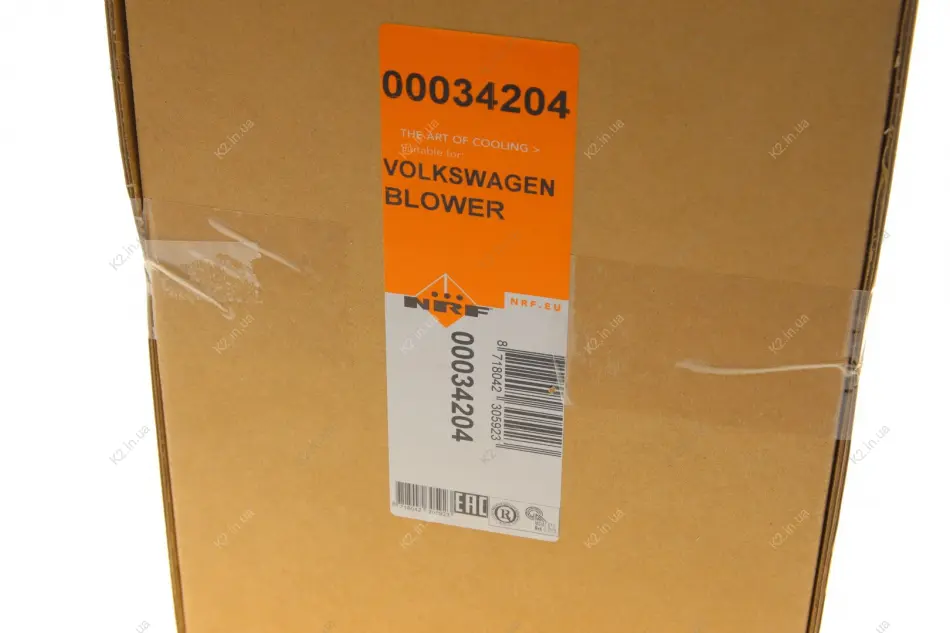 00034204
THE ART OF COOLING >
Suitable for:
VOLKSWAGEN
BLOWER
NRF
NRF.EU
00034204
8 718042 305923
EAC
R
K2.in.ua